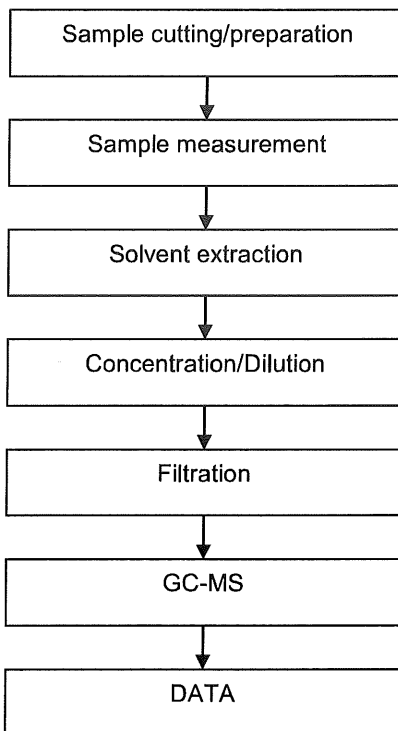 Sample cutting/preparation
Sample measurement
Solvent extraction
Concentration/Dilution
Filtration
GC-MS
DATA